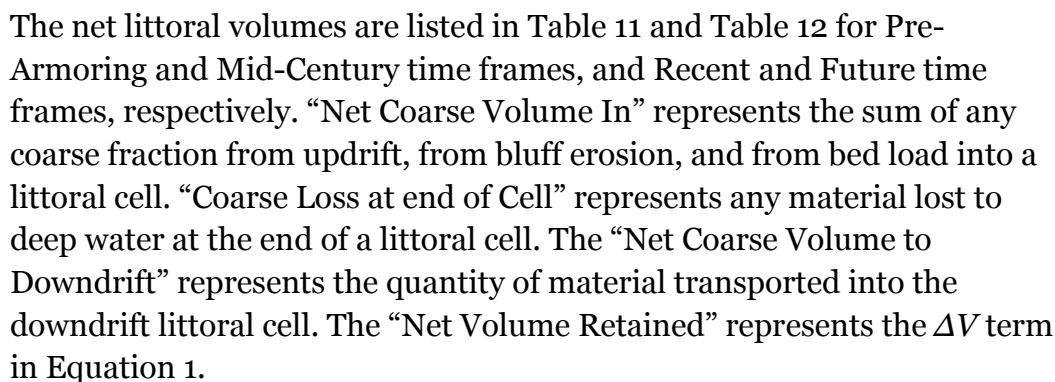 The net littoral volumes are listed in Table 11 and Table 12 for Pre-
Armoring and Mid-Century time frames, and Recent and Future time
frames, respectively. “Net Coarse Volume In” represents the sum of any
coarse fraction from updrift, from bluff erosion, and from bed load into a
littoral cell. “Coarse Loss at end of Cell” represents any material lost to
deep water at the end of a littoral cell. The “Net Coarse Volume to
Downdrift” represents the quantity of material transported into the
downdrift littoral cell. The “Net Volume Retained” represents the ΔV term
in Equation 1.